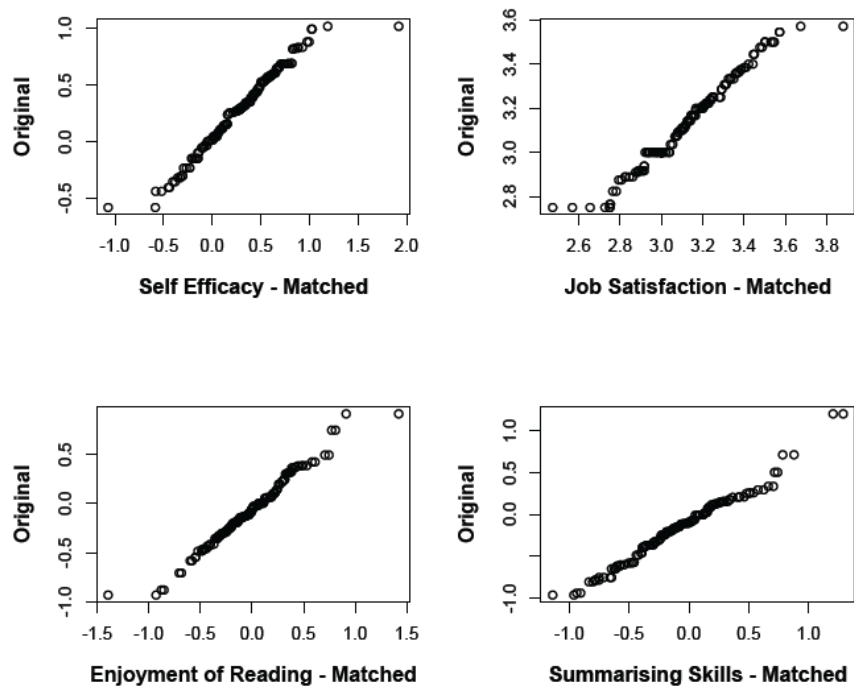 Original
1.0
0.5
0.0
-0.5
-1.0 -0.5 0.0 0.5 1.0 1.5 2.0
Self Efficacy - Matched
Original
3.6
3.4
3.2
3.0
2.8
2.6 2.8 3.0 3.2 3.4 3.6 3.8
Job Satisfaction - Matched
Original
0.5
0.0
-0.5
-1.0
-1.5 -1.0 -0.5 0.0 0.5 1.0 1.5
Enjoyment of Reading - Matched
Original
1.0
0.5
0.0
-1.0
-1.0 -0.5 0.0 0.5 1.0
Summarising Skills - Matched